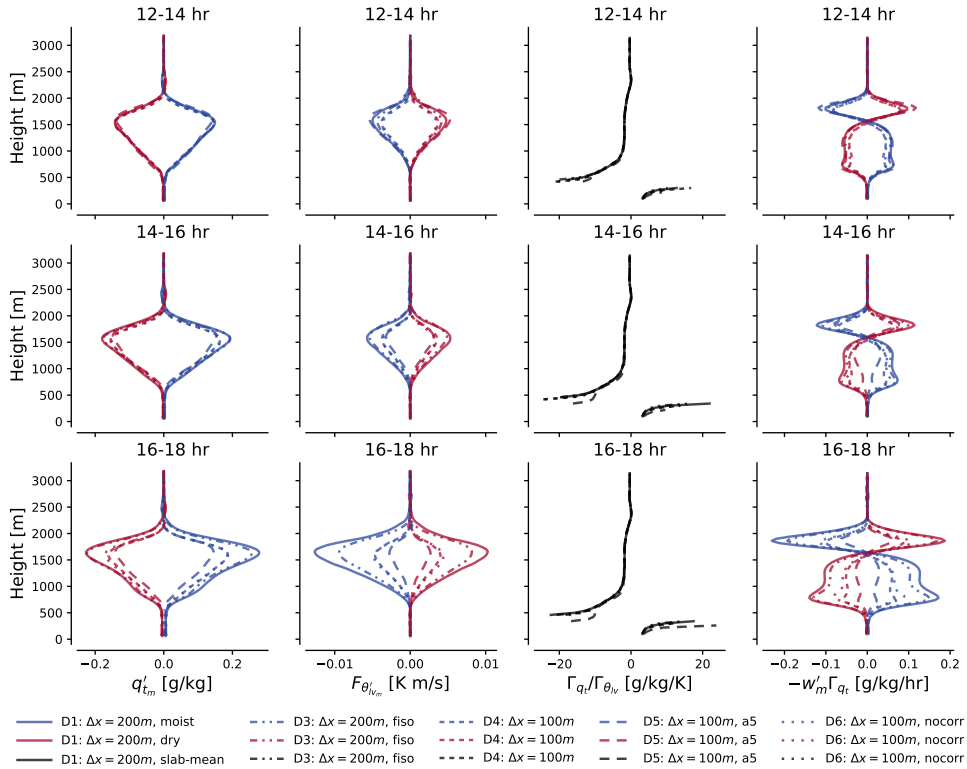 12-14 hr
12-14 hr
12-14 hr
12-14 hr
Height [m]
3000
2500
2000
1500
1000
500
0
14-16 hr
14-16 hr
14-16 hr
14-16 hr
Height [m]
3000
2500
2000
1500
1000
500
0
16-18 hr
16-18 hr
16-18 hr
16-18 hr
Height [m]
3000
2500
2000
1500
1000
500
0
−0.2 0.0 0.2
−0.01 0.00 0.01
−20 0 20
−0.2 −0.1 0.0 0.1 0.2
q′tm [g/kg]
Fθ′lvm [K m/s]
Γqt/Γθlv [g/kg/K]
−w′mΓqt [g/kg/hr]
D1: Δx = 200m, moist
D3: Δx = 200m, fiso
D4: Δx = 100m
D5: Δx = 100m, a5
D6: Δx = 100m, nocorr
D1: Δx = 200m, dry
D3: Δx = 200m, fiso
D4: Δx = 100m
D5: Δx = 100m, a5
D6: Δx = 100m, nocorr
D1: Δx = 200m, slab-mean
D3: Δx = 200m, fiso
D4: Δx = 100m
D5: Δx = 100m, a5
D6: Δx = 100m, nocorr